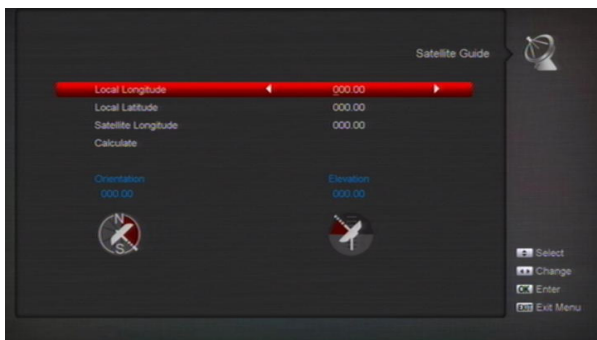 Satellite Guide
Local Longitude 000.00
Local Latitude 000.00
Satellite Longitude 000.00
Calculate
Orientation Elevation
000.00 000.00
N
S
Select
Change
OK Enter
EXIT Exit Menu